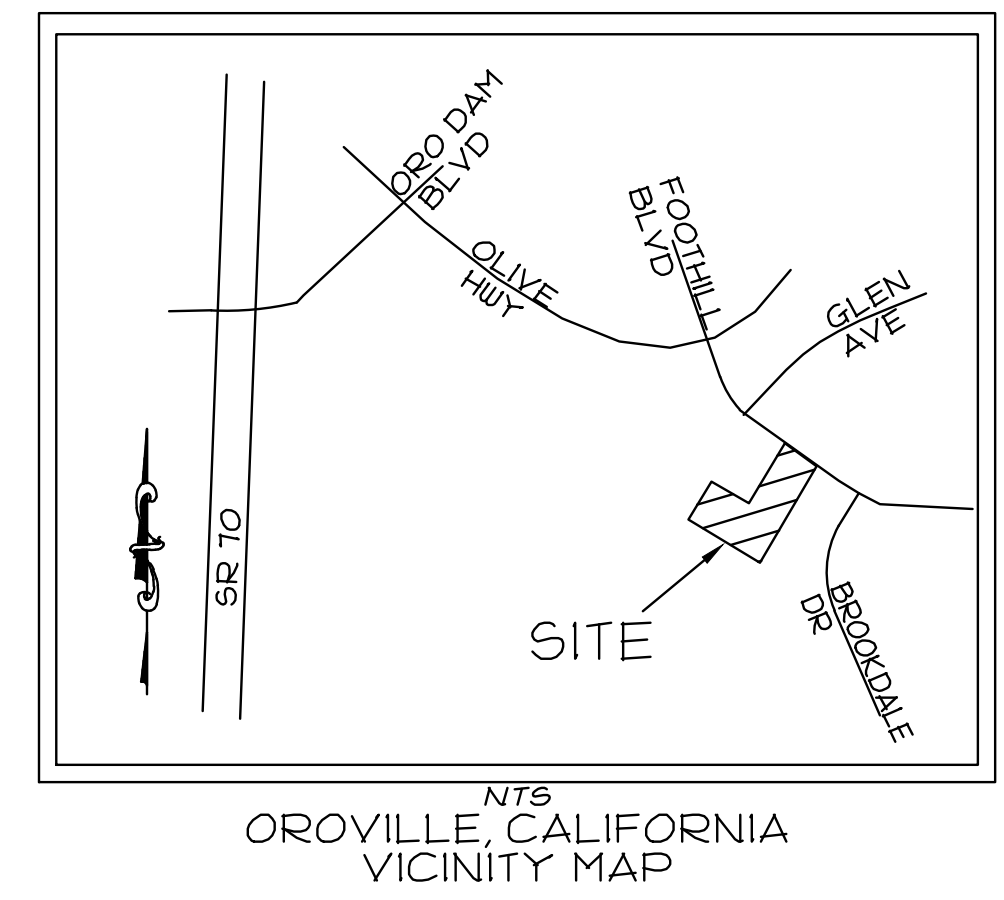 ORO DAM
BLVD
OLIVE
HWY
FOOTHILL
BLVD
GLEN
AVE
SR 70
SITE
BROOKDALE
DR
NTS
OROVILLE, CALIFORNIA
VICINITY MAP